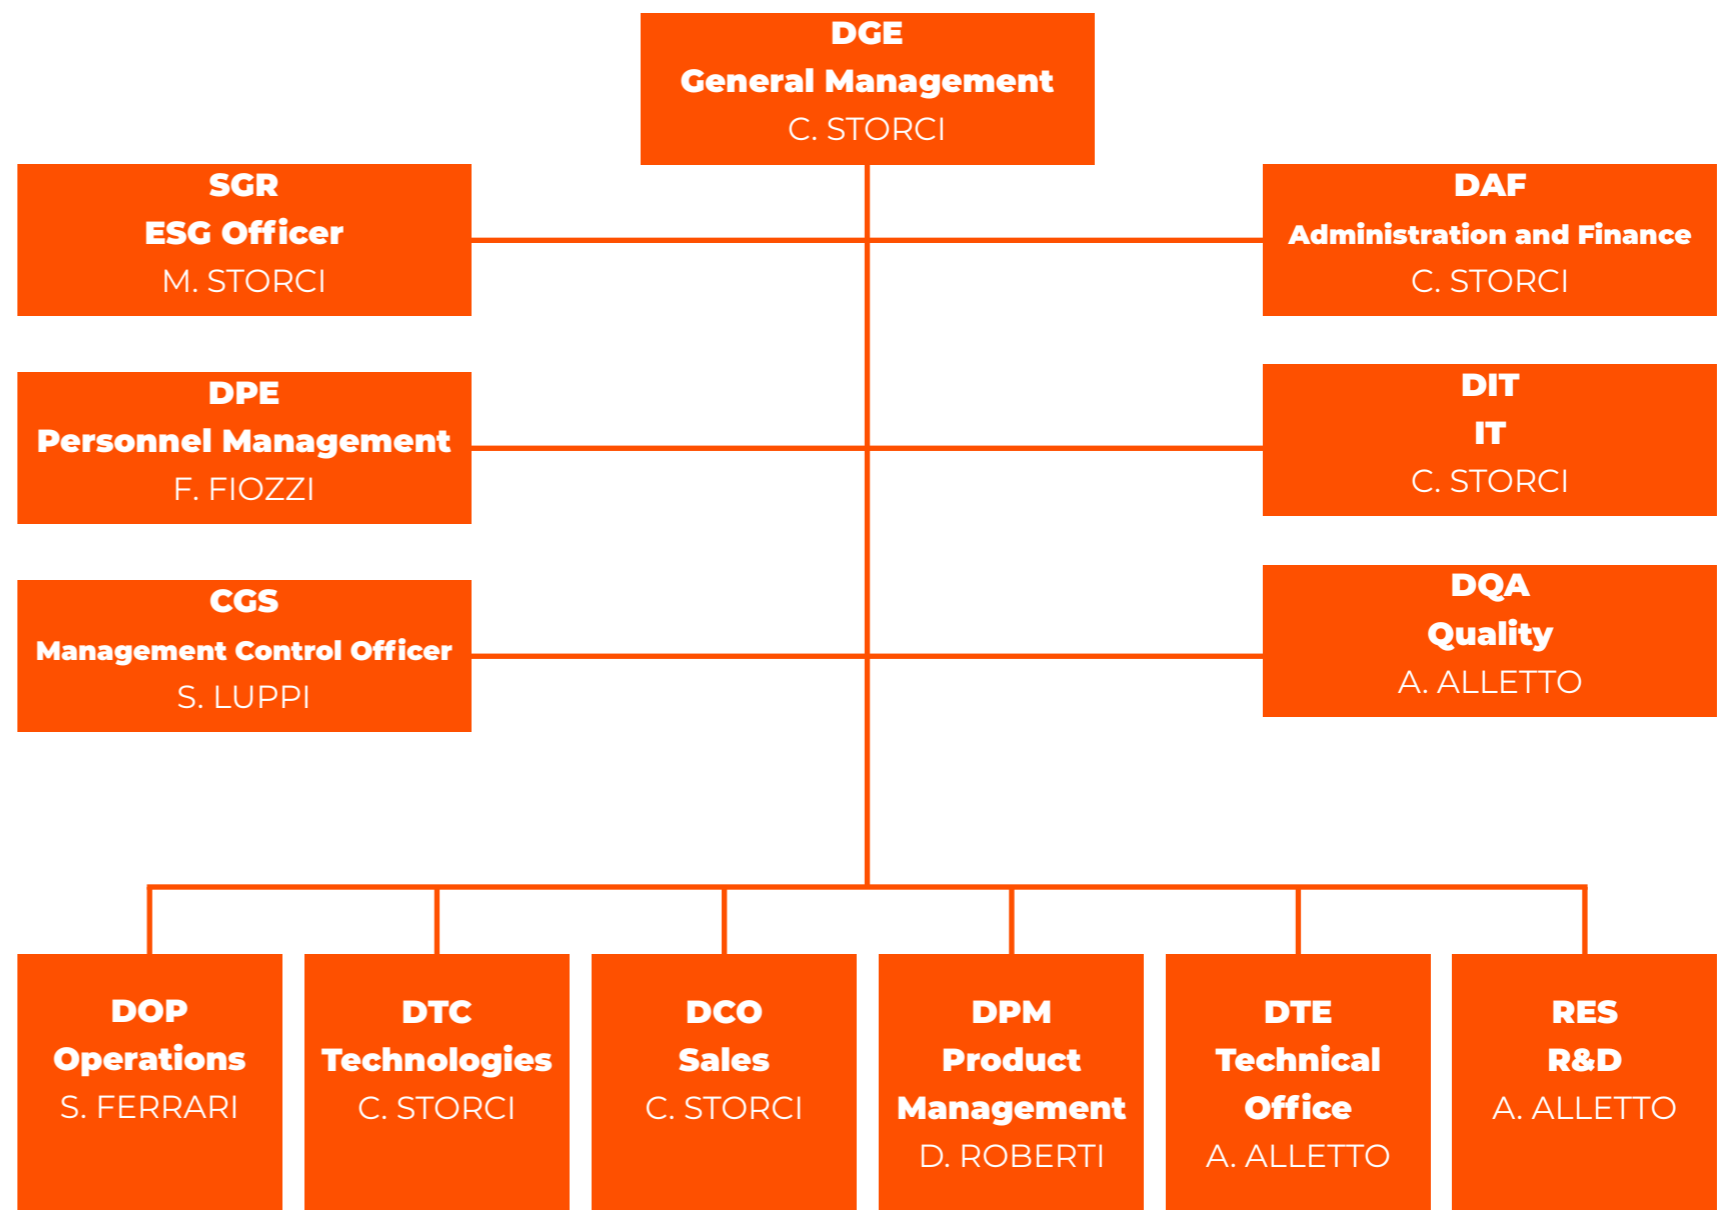 DGE
General Management
C. STORCI
SGR
ESG Officer
M. STORCI
DAF
Administration and Finance
C. STORCI
DPE
Personnel Management
F. FIOZZI
DIT
IT
C. STORCI
CGS
Management Control Officer
S. LUPPI
DQA
Quality
A. ALLETTO
DOP
Operations
S. FERRARI
DTC
Technologies
C. STORCI
DCO
Sales
C. STORCI
DPM
Product
Management
D. ROBERTI
DTE
Technical
Office
A. ALLETTO
RES
R&D
A. ALLETTO